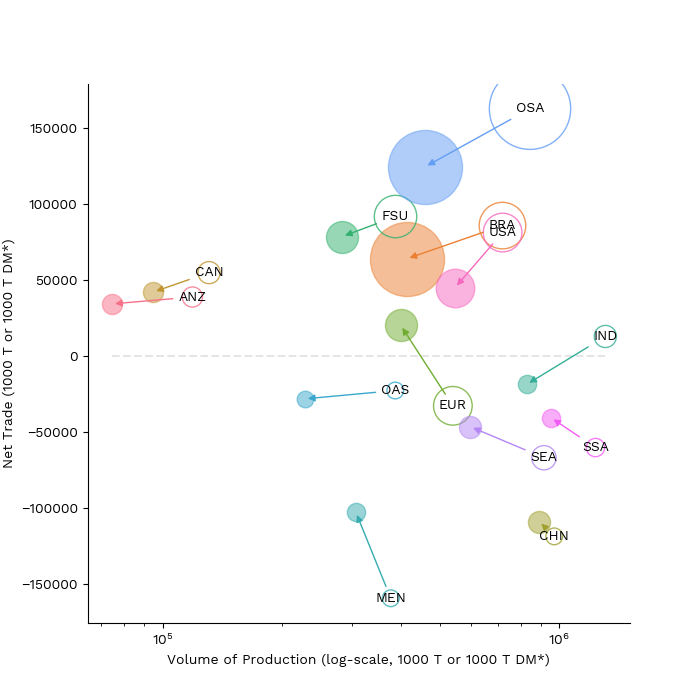 OSA
150000
FSU
BRA
USA
100000
CAN
ANZ
50000
IND
0
OAS
EUR
−50000
SSA
SEA
−100000
CHN
−150000
MEN
10⁵
10⁶
Net Trade (1000 T or 1000 T DM*)
Volume of Production (log-scale, 1000 T or 1000 T DM*)